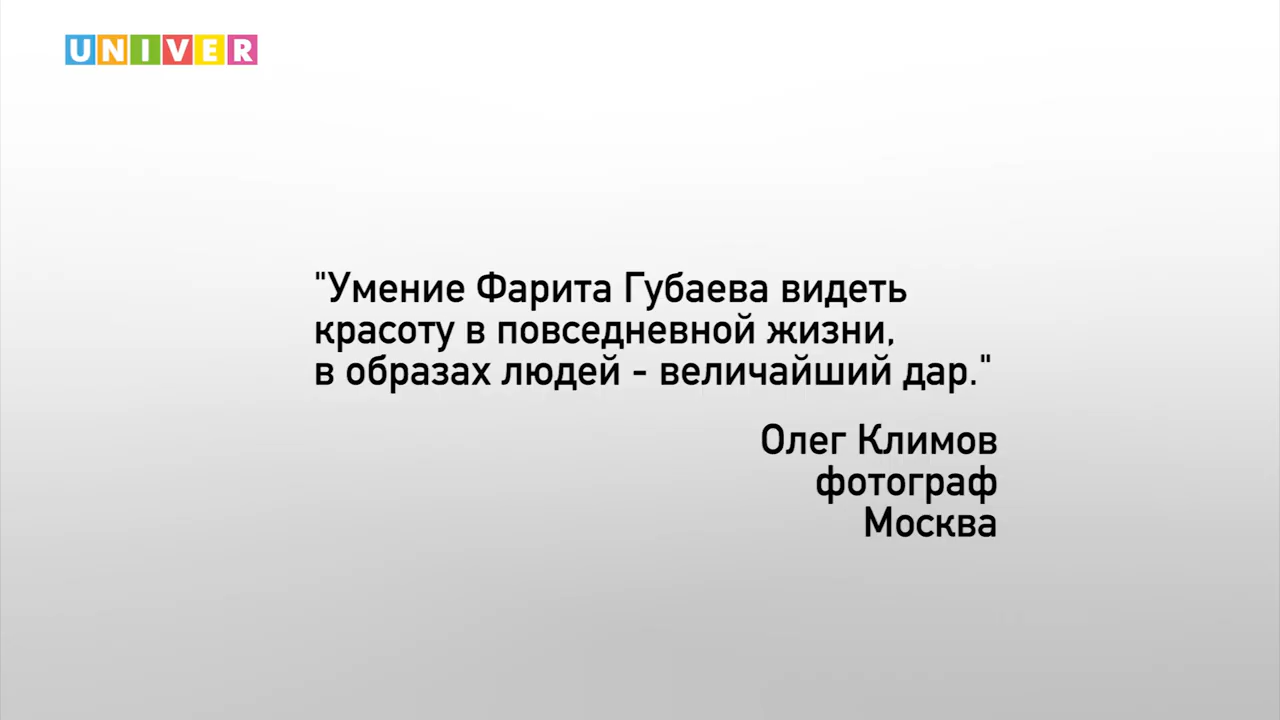 UNIVER
"Умение Фарита Губаева видеть
красоту в повседневной жизни,
в образах людей - величайший дар."
Олег Климов
фотограф
Москва